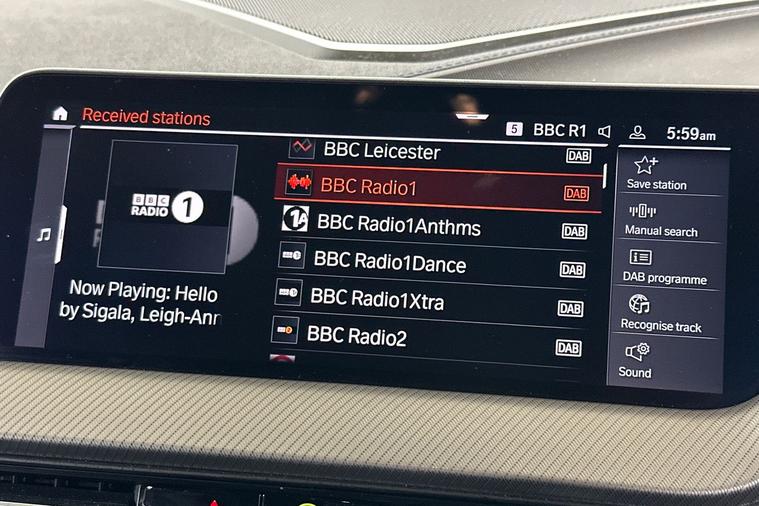 Received stations
5 BBC R1 5:59am
BBC
RADIO 1
Now Playing: Hello
by Sigala, Leigh-Ann
BBC Leicester DAB
BBC Radio1 DAB
1A BBC Radio1Anthms DAB
BBC Radio1Dance DAB
BBC Radio1Xtra DAB
BBC Radio2 DAB
Save station
Manual search
DAB programme
Recognise track
Sound